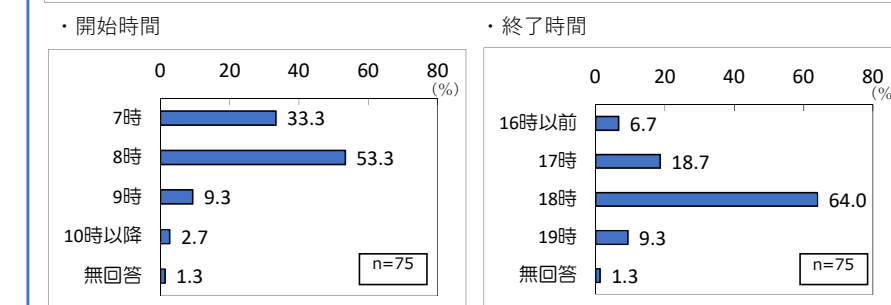 ・開始時間
0 20 40 60 80
(%)
7時 33.3
8時 53.3
9時 9.3
10時以降 2.7
無回答 1.3
n=75
・終了時間
0 20 40 60 80
(%
16時以前 6.7
17時 18.7
18時 64.0
19時 9.3
無回答 1.3
n=75